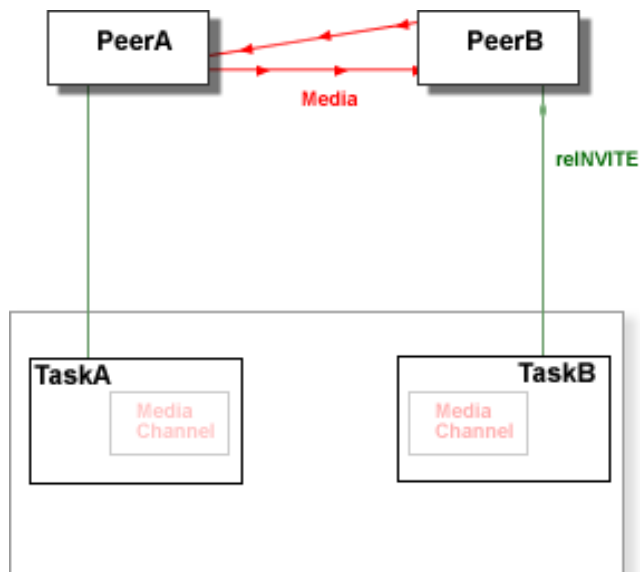 PeerA
PeerB
Media
reINVITE
TaskA
TaskB
Media
Channel
Media
Channel